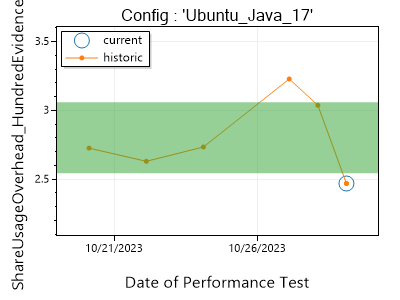 Config : 'Ubuntu_Java_17'
current
historic
ShareUsageOverhead_HundredEvidence
3.5
3
2.5
10/21/2023
10/26/2023
Date of Performance Test